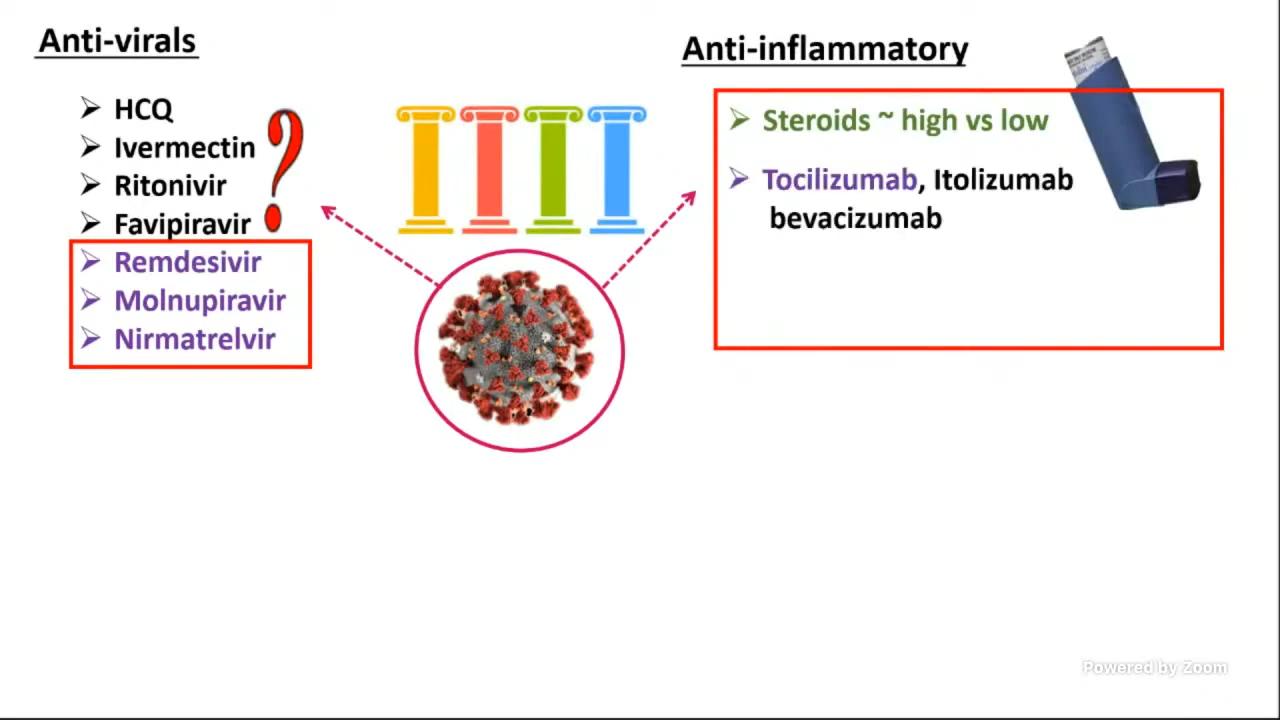 Anti-virals
HCQ
Ivermectin
Ritonivir
Favipiravir
Remdesivir
Molnupiravir
Nirmatrelvir
?
Anti-inflammatory
Steroids ~ high vs low
Tocilizumab, Itolizumab
bevacizumab
Powered by Zoom